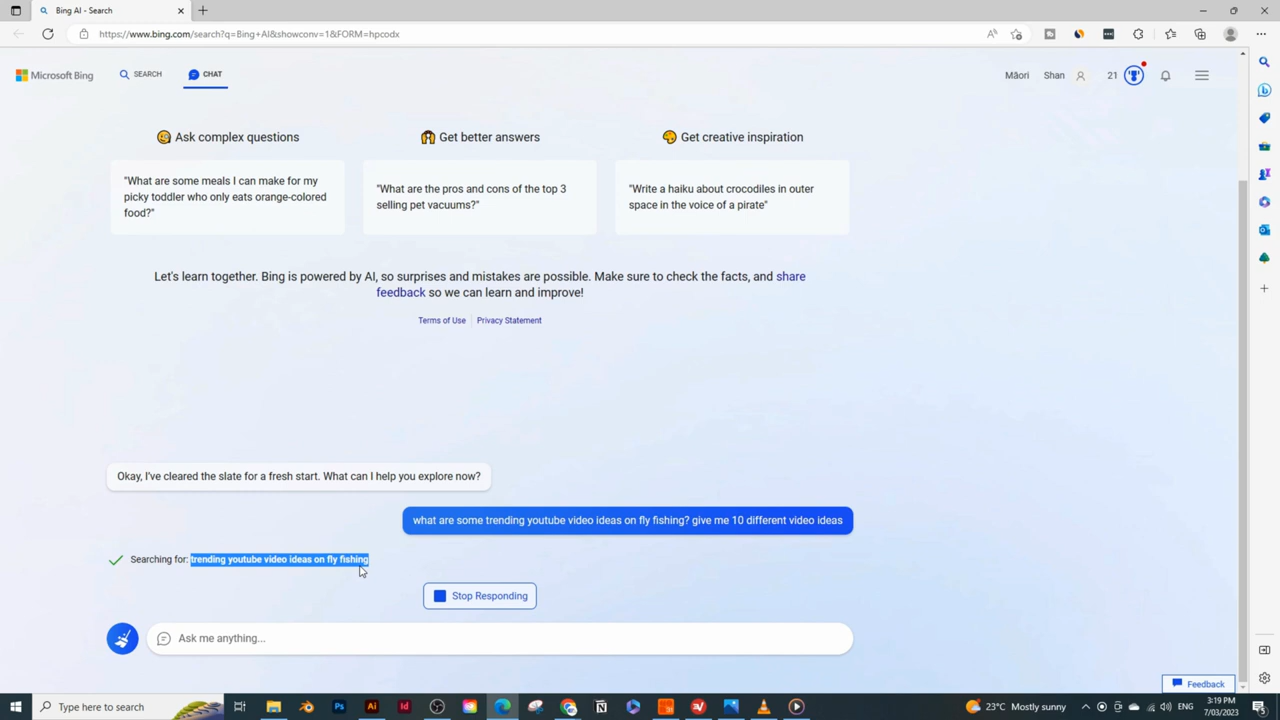 Bing AI - Search
https://www.bing.com/search?q=Bing+AI&showconv=1&FORM=hpcodx
Microsoft Bing
SEARCH
CHAT
Māori
Shan
21
Ask complex questions
Get better answers
Get creative inspiration
"What are some meals I can make for my
picky toddler who only eats orange-colored
food?"
"What are the pros and cons of the top 3
selling pet vacuums?"
"Write a haiku about crocodiles in outer
space in the voice of a pirate"
Let's learn together. Bing is powered by AI, so surprises and mistakes are possible. Make sure to check the facts, and share
feedback so we can learn and improve!
Terms of Use
Privacy Statement
Okay, I've cleared the slate for a fresh start. What can I help you explore now?
what are some trending youtube video ideas on fly fishing? give me 10 different video ideas
Searching for: trending youtube video ideas on fly fishing
Stop Responding
Ask me anything...
Feedback
Type here to search
Ps
Ai
Id
23°C Mostly sunny
ENG
3:19 PM
7/03/2023